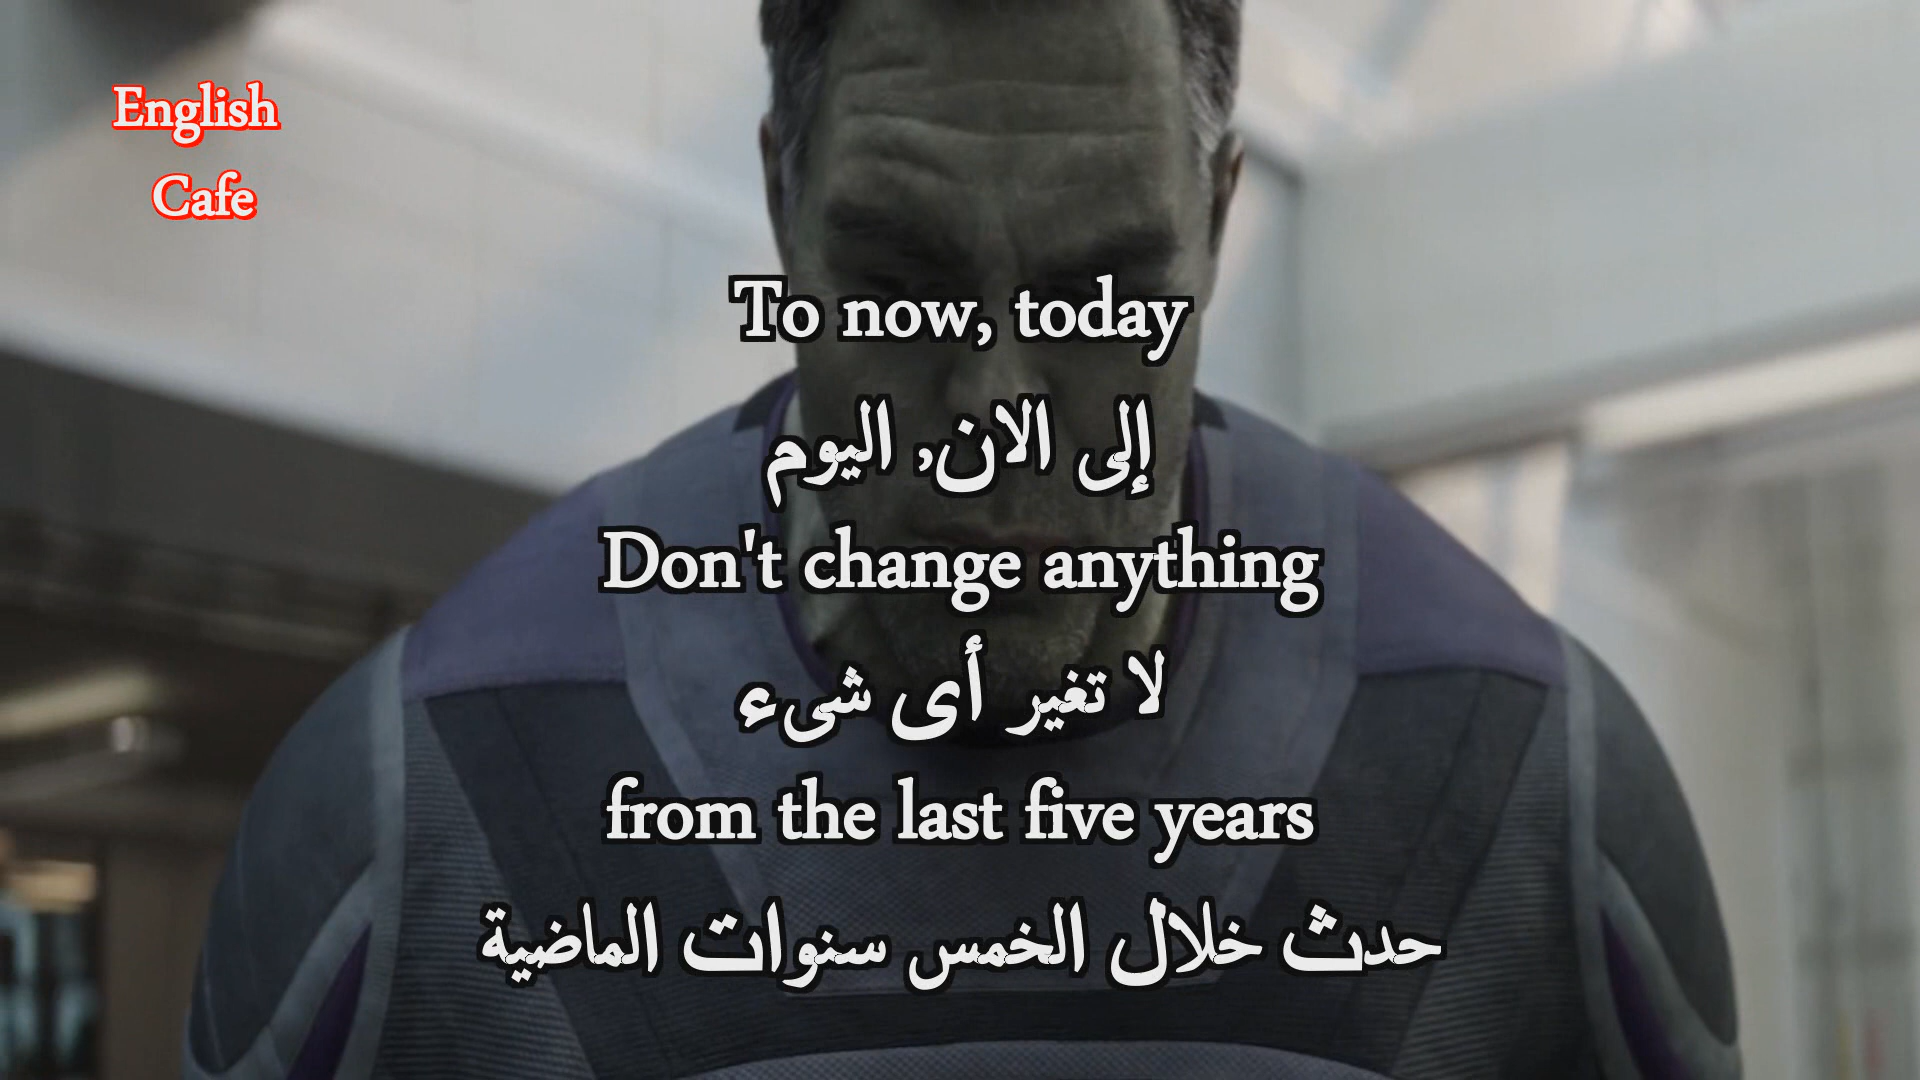 English
Cafe
To now, today
إلى الان, اليوم
Don't change anything
لا تغير أى شىء
from the last five years
حدث خلال الخمس سنوات الماضية